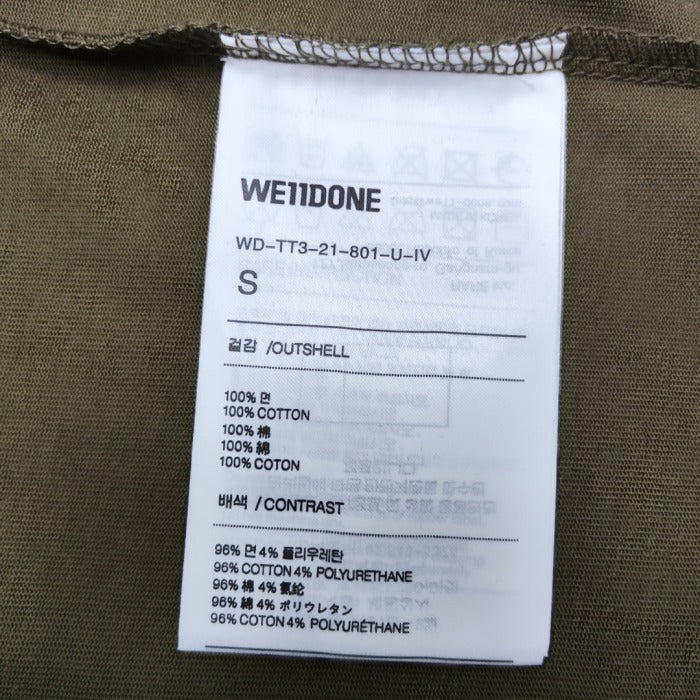 WE11DONE
WD-TT3-21-801-U-IV
S
겉감 /OUTSHELL
100% 면
100% COTTON
100% 棉
100% 綿
100% COTON
배색 /CONTRAST
96% 면 4% 폴리우레탄
96% COTTON 4% POLYURETHANE
96% 棉 4% 氨纶
96% 綿 4% ポリウレタン
96% COTON 4% POLYURÉTHANE